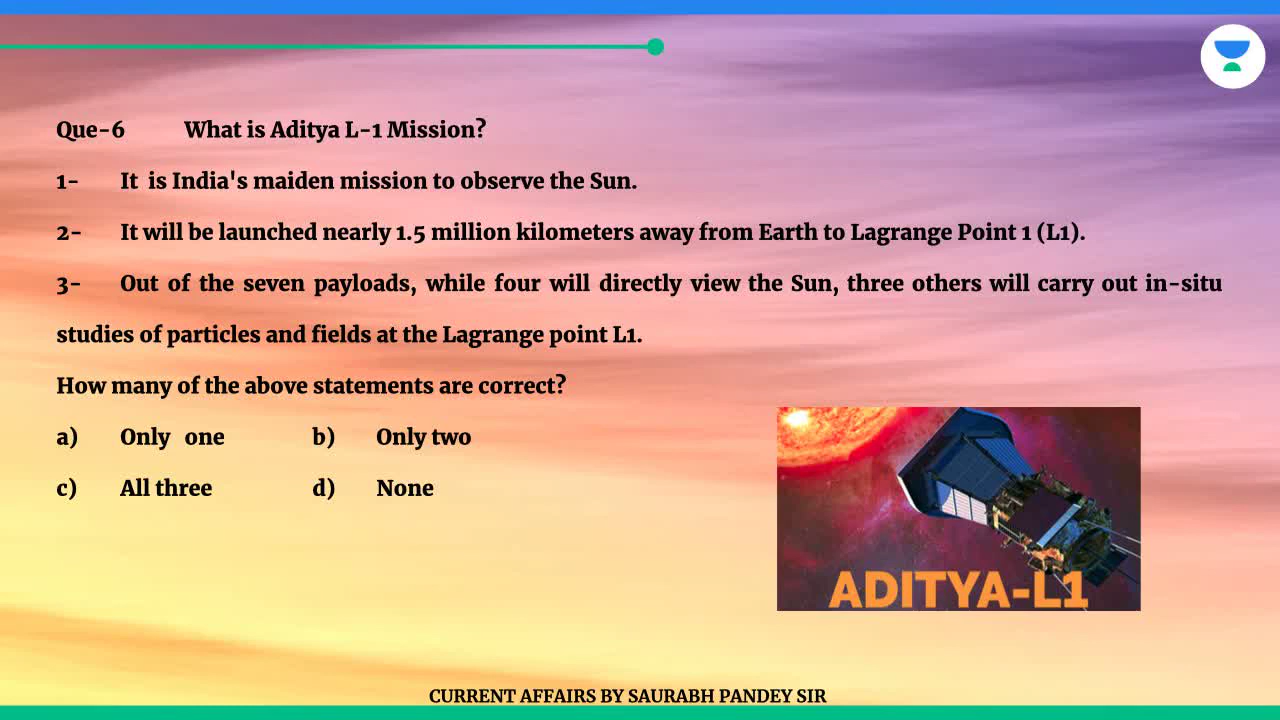 Que-6 What is Aditya L-1 Mission?
1- It is India's maiden mission to observe the Sun.
2- It will be launched nearly 1.5 million kilometers away from Earth to Lagrange Point 1 (L1).
3- Out of the seven payloads, while four will directly view the Sun, three others will carry out in-situ
studies of particles and fields at the Lagrange point L1.
How many of the above statements are correct?
a) Only one b) Only two
c) All three d) None
ADITYA-L1
CURRENT AFFAIRS BY SAURABH PANDEY SIR